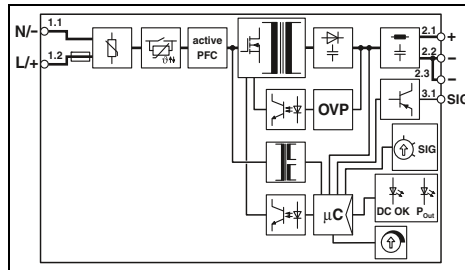 N/-
1.1
L/+
1.2
ϑ
active
PFC
2.1
+
2.2
−
2.3
−
3.1
SIG
OVP
SIG
µC
DC OK
POut